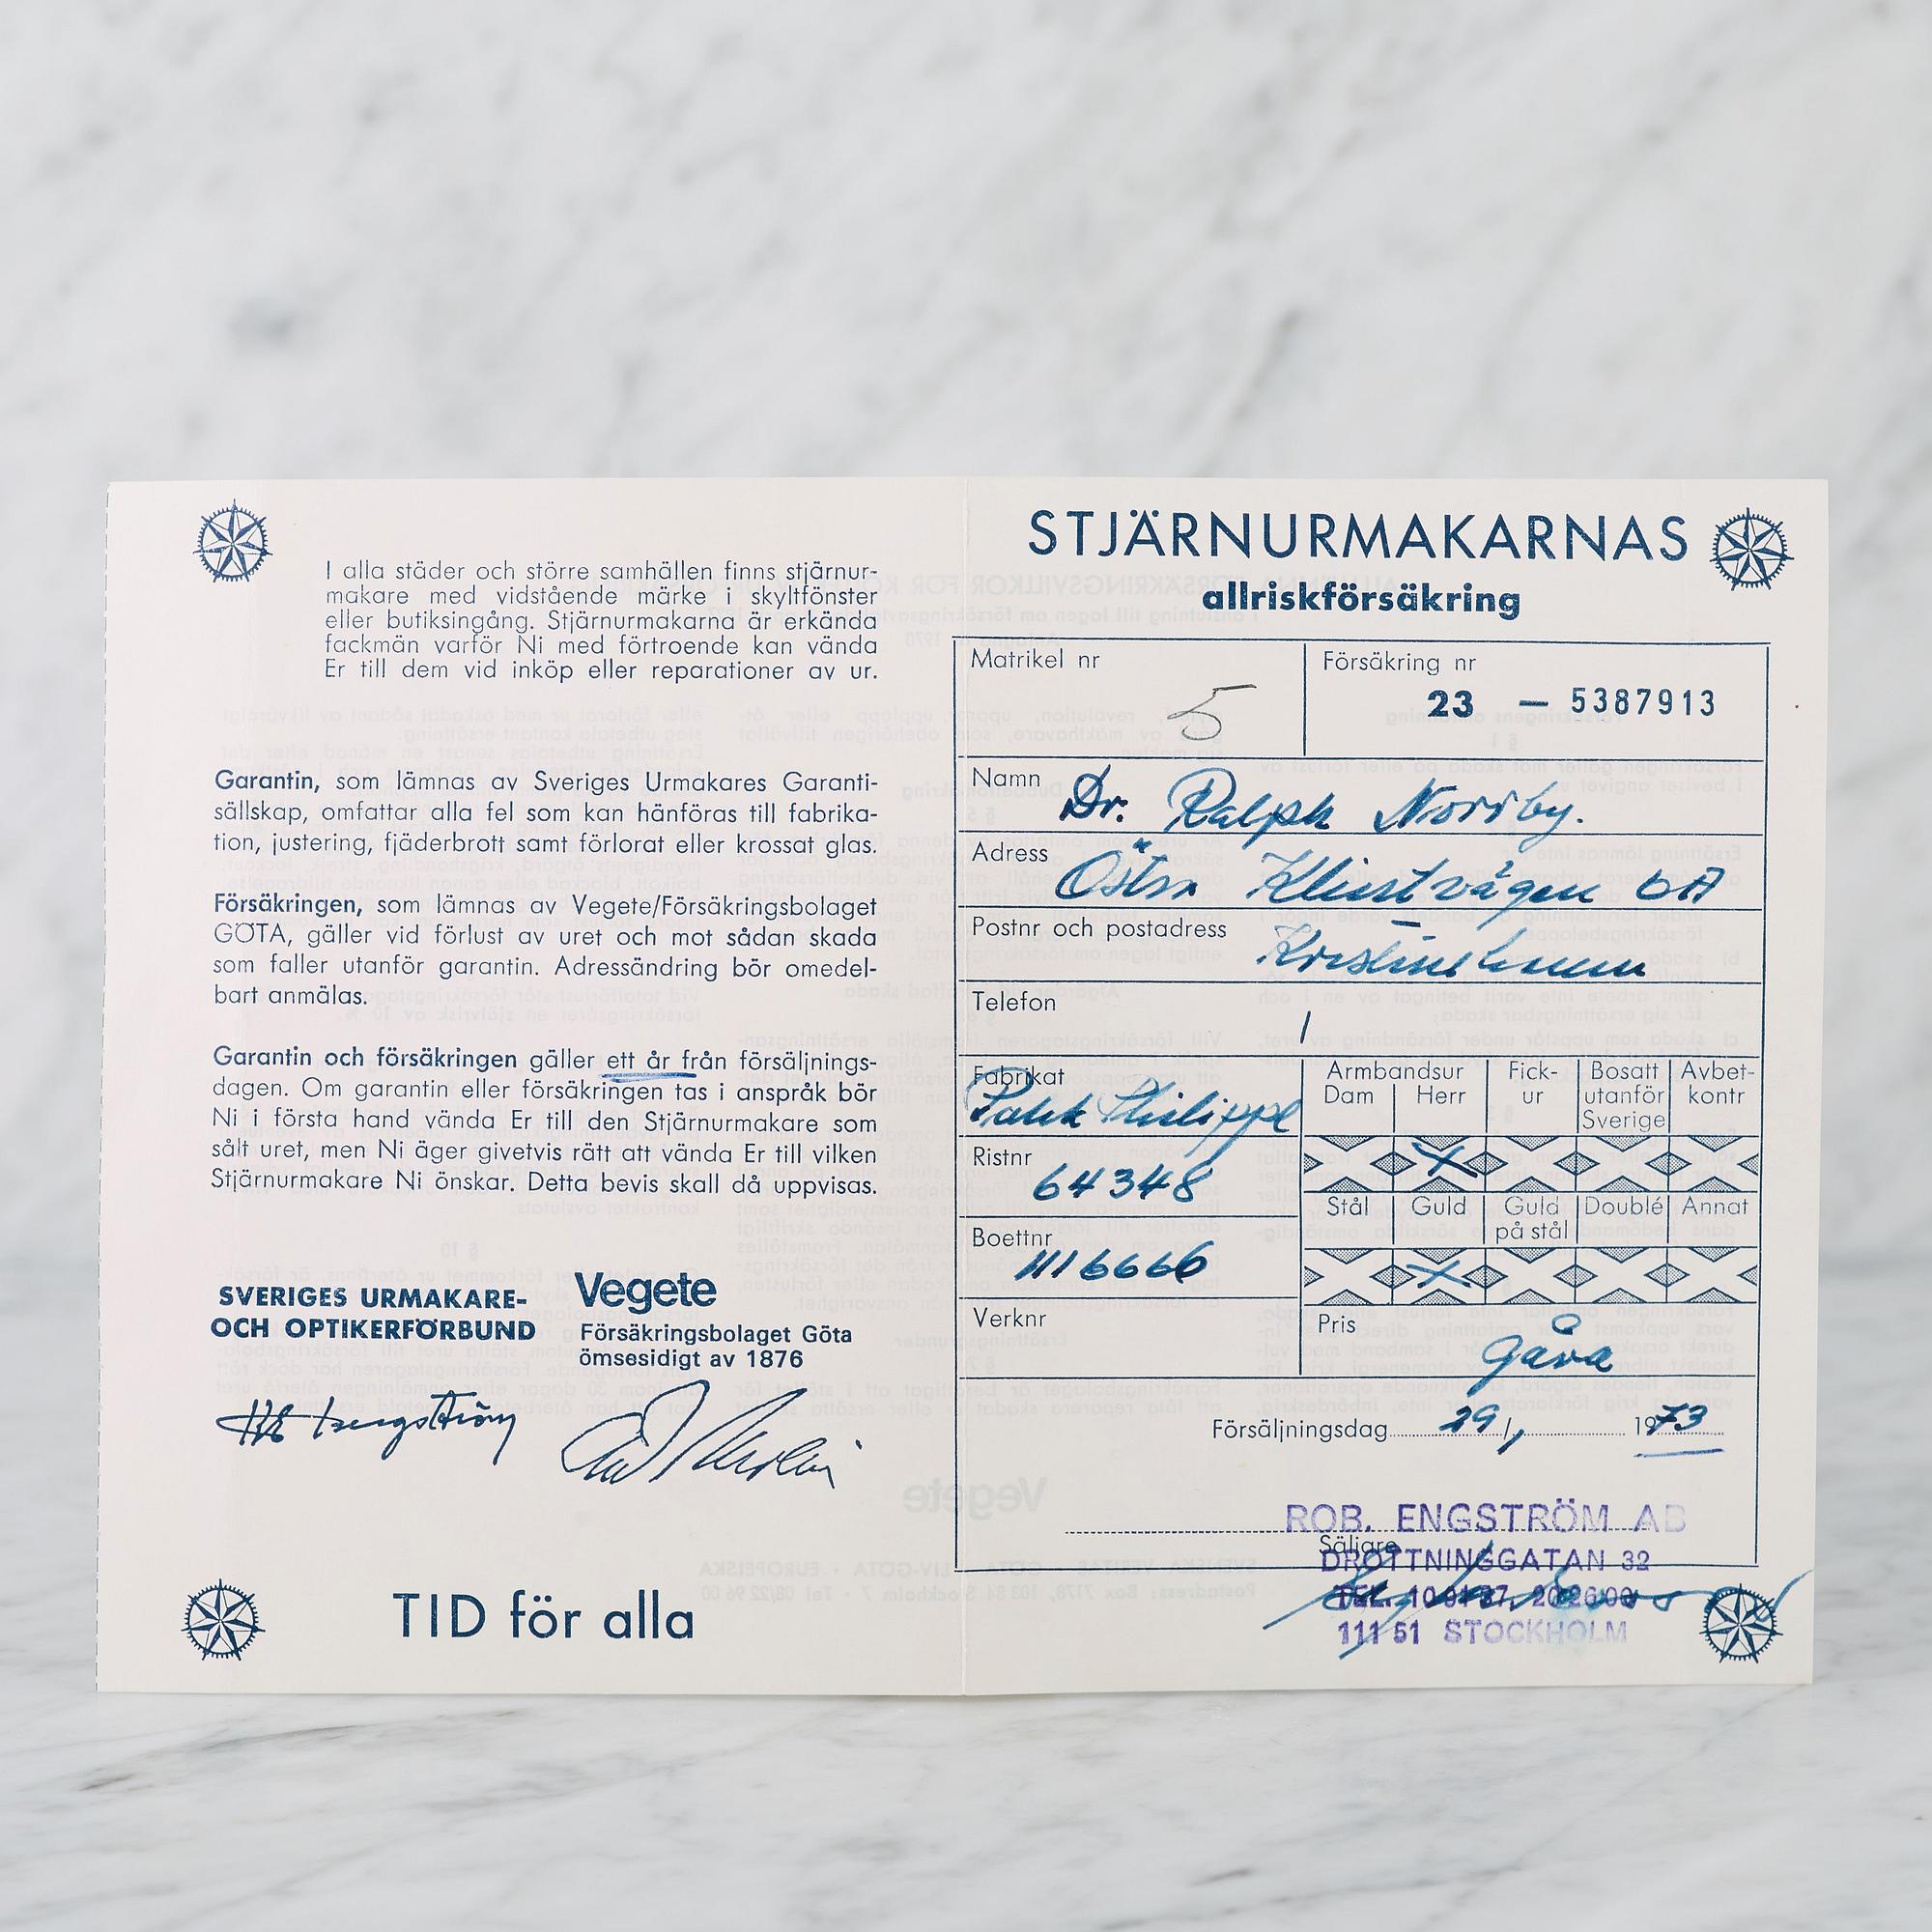 I alla städer och större samhällen finns stjärnur-
makare med vidstående märke i skyltfönster
eller butiksingång. Stjärnurmakarna är erkända
fackmän varför Ni med förtroende kan vända
Er till dem vid inköp eller reparationer av ur.
Garantin, som lämnas av Sveriges Urmakares Garanti-
sällskap, omfattar alla fel som kan hänföras till fabrika-
tion, justering, fjäderbrott samt förlorat eller krossat glas.
Försäkringen, som lämnas av Vegete/Försäkringsbolaget
GÖTA, gäller vid förlust av uret och mot sådan skada
som faller utanför garantin. Adressändring bör omedel-
bart anmälas.
Garantin och försäkringen gäller ett år från försäljnings-
dagen. Om garantin eller försäkringen tas i anspråk bör
Ni i första hand vända Er till den Stjärnurmakare som
sålt uret, men Ni äger givetvis rätt att vända Er till vilken
Stjärnurmakare Ni önskar. Detta bevis skall då uppvisas.
SVERIGES URMAKARE-
OCH OPTIKERFÖRBUND
Vegete
Försäkringsbolaget Göta
ömsesidigt av 1876
TID för alla
STJÄRNURMAKARNAS
allriskförsäkring
Matrikel nr 5
Försäkring nr
23 — 5387913
Namn Dr. Ralph Norrby.
Adress Östra
Postnr och postadress
Telefon
Fabrikat
Patek Philippe
Ristnr
64348
Boettnr
1116666
Verknr
Armbandsur
Dam Herr
Fick-
ur
Bosatt
utanför
Sverige
Avbet-
kontr
X
Stål Guld Guld
på stål Doublé Annat
X
Pris
Gåva
Försäljningsdag 29/, 1973
Säljare
ROB. ENGSTRÖM AB
DROTTNINGGATAN 32
111 51 STOCKHOLM